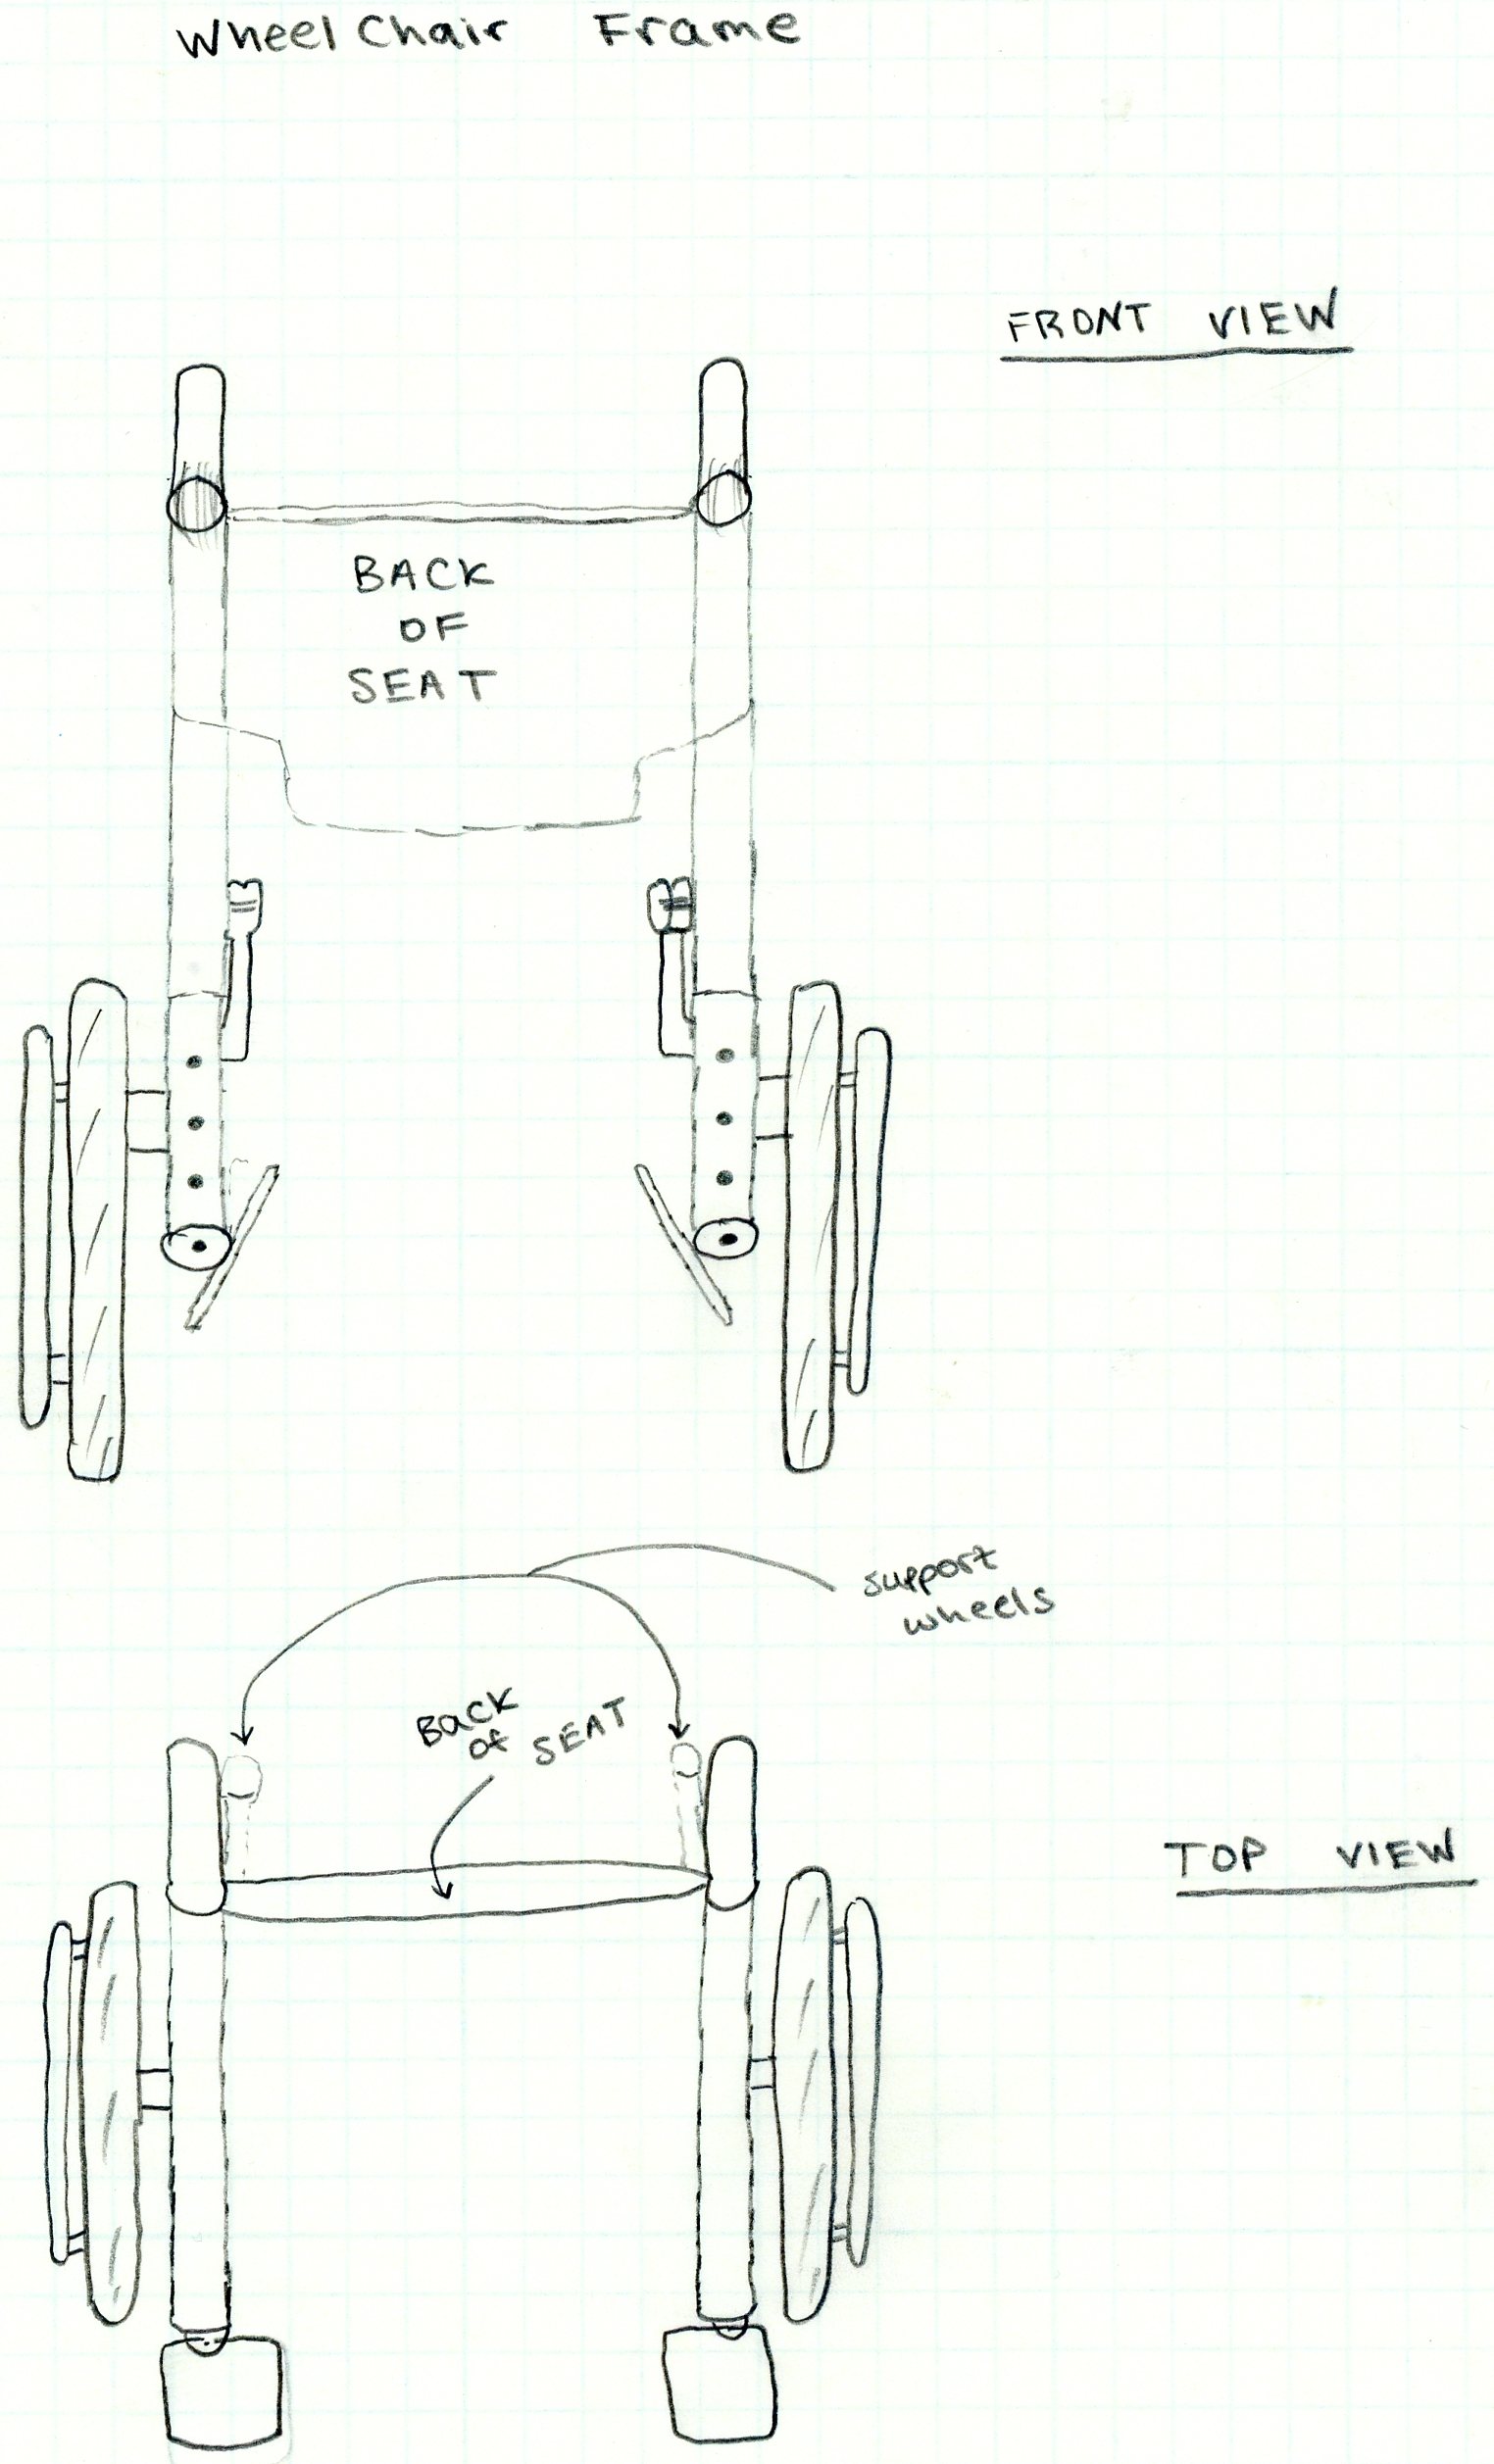 Wheel Chair Frame
FRONT VIEW
BACK
OF
SEAT
support
wheels
Back
of SEAT
TOP VIEW